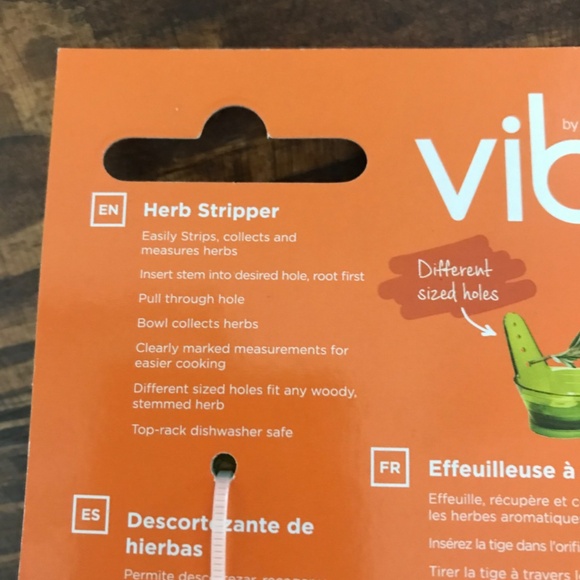 by
vib
EN Herb Stripper
Easily Strips, collects and
measures herbs
Insert stem into desired hole, root first
Pull through hole
Bowl collects herbs
Clearly marked measurements for
easier cooking
Different sized holes fit any woody,
stemmed herb
Top-rack dishwasher safe
Different
sized holes
ES
hierbas
Permite
FR Effeuilleuse à
Effeuille, récupère et c
les herbes aromatique
Insérez la tige dans l'orifi
Tirer la tige à travers l